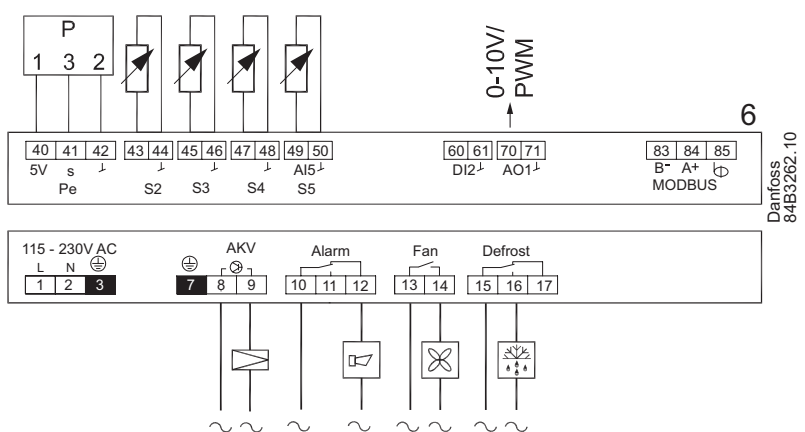 P
1 3 2
0-10V/
PWM
6
40 41 42 43 44 45 46 47 48 49 50 60 61 70 71 83 84 85
5V s AI5 DI2 AO1 B- A+
Pe S2 S3 S4 S5 MODBUS
Danfoss
84B3262.10
115 - 230V AC AKV Alarm Fan Defrost
L N
1 2 3 7 8 9 10 11 12 13 14 15 16 17